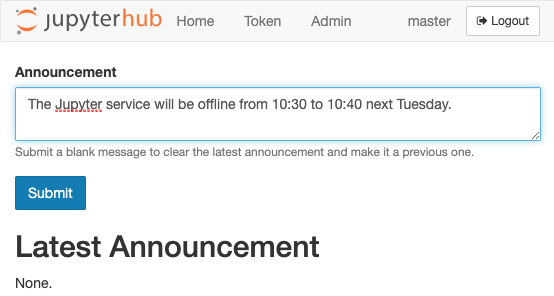 jupyterhub Home Token Admin master Logout
Announcement
The Jupyter service will be offline from 10:30 to 10:40 next Tuesday.
Submit a blank message to clear the latest announcement and make it a previous one.
Submit
Latest Announcement
None.